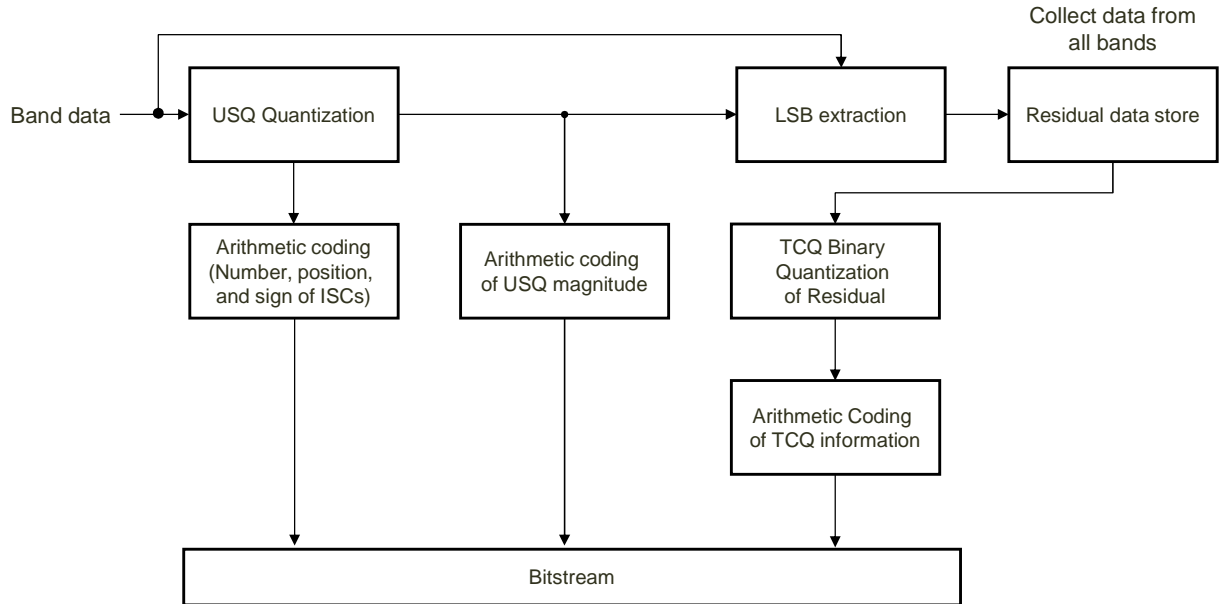 Collect data from
all bands
Band data
USQ Quantization
LSB extraction
Residual data store
Arithmetic coding
(Number, position,
and sign of ISCs)
Arithmetic coding
of USQ magnitude
TCQ Binary
Quantization
of Residual
Arithmetic Coding
of TCQ information
Bitstream